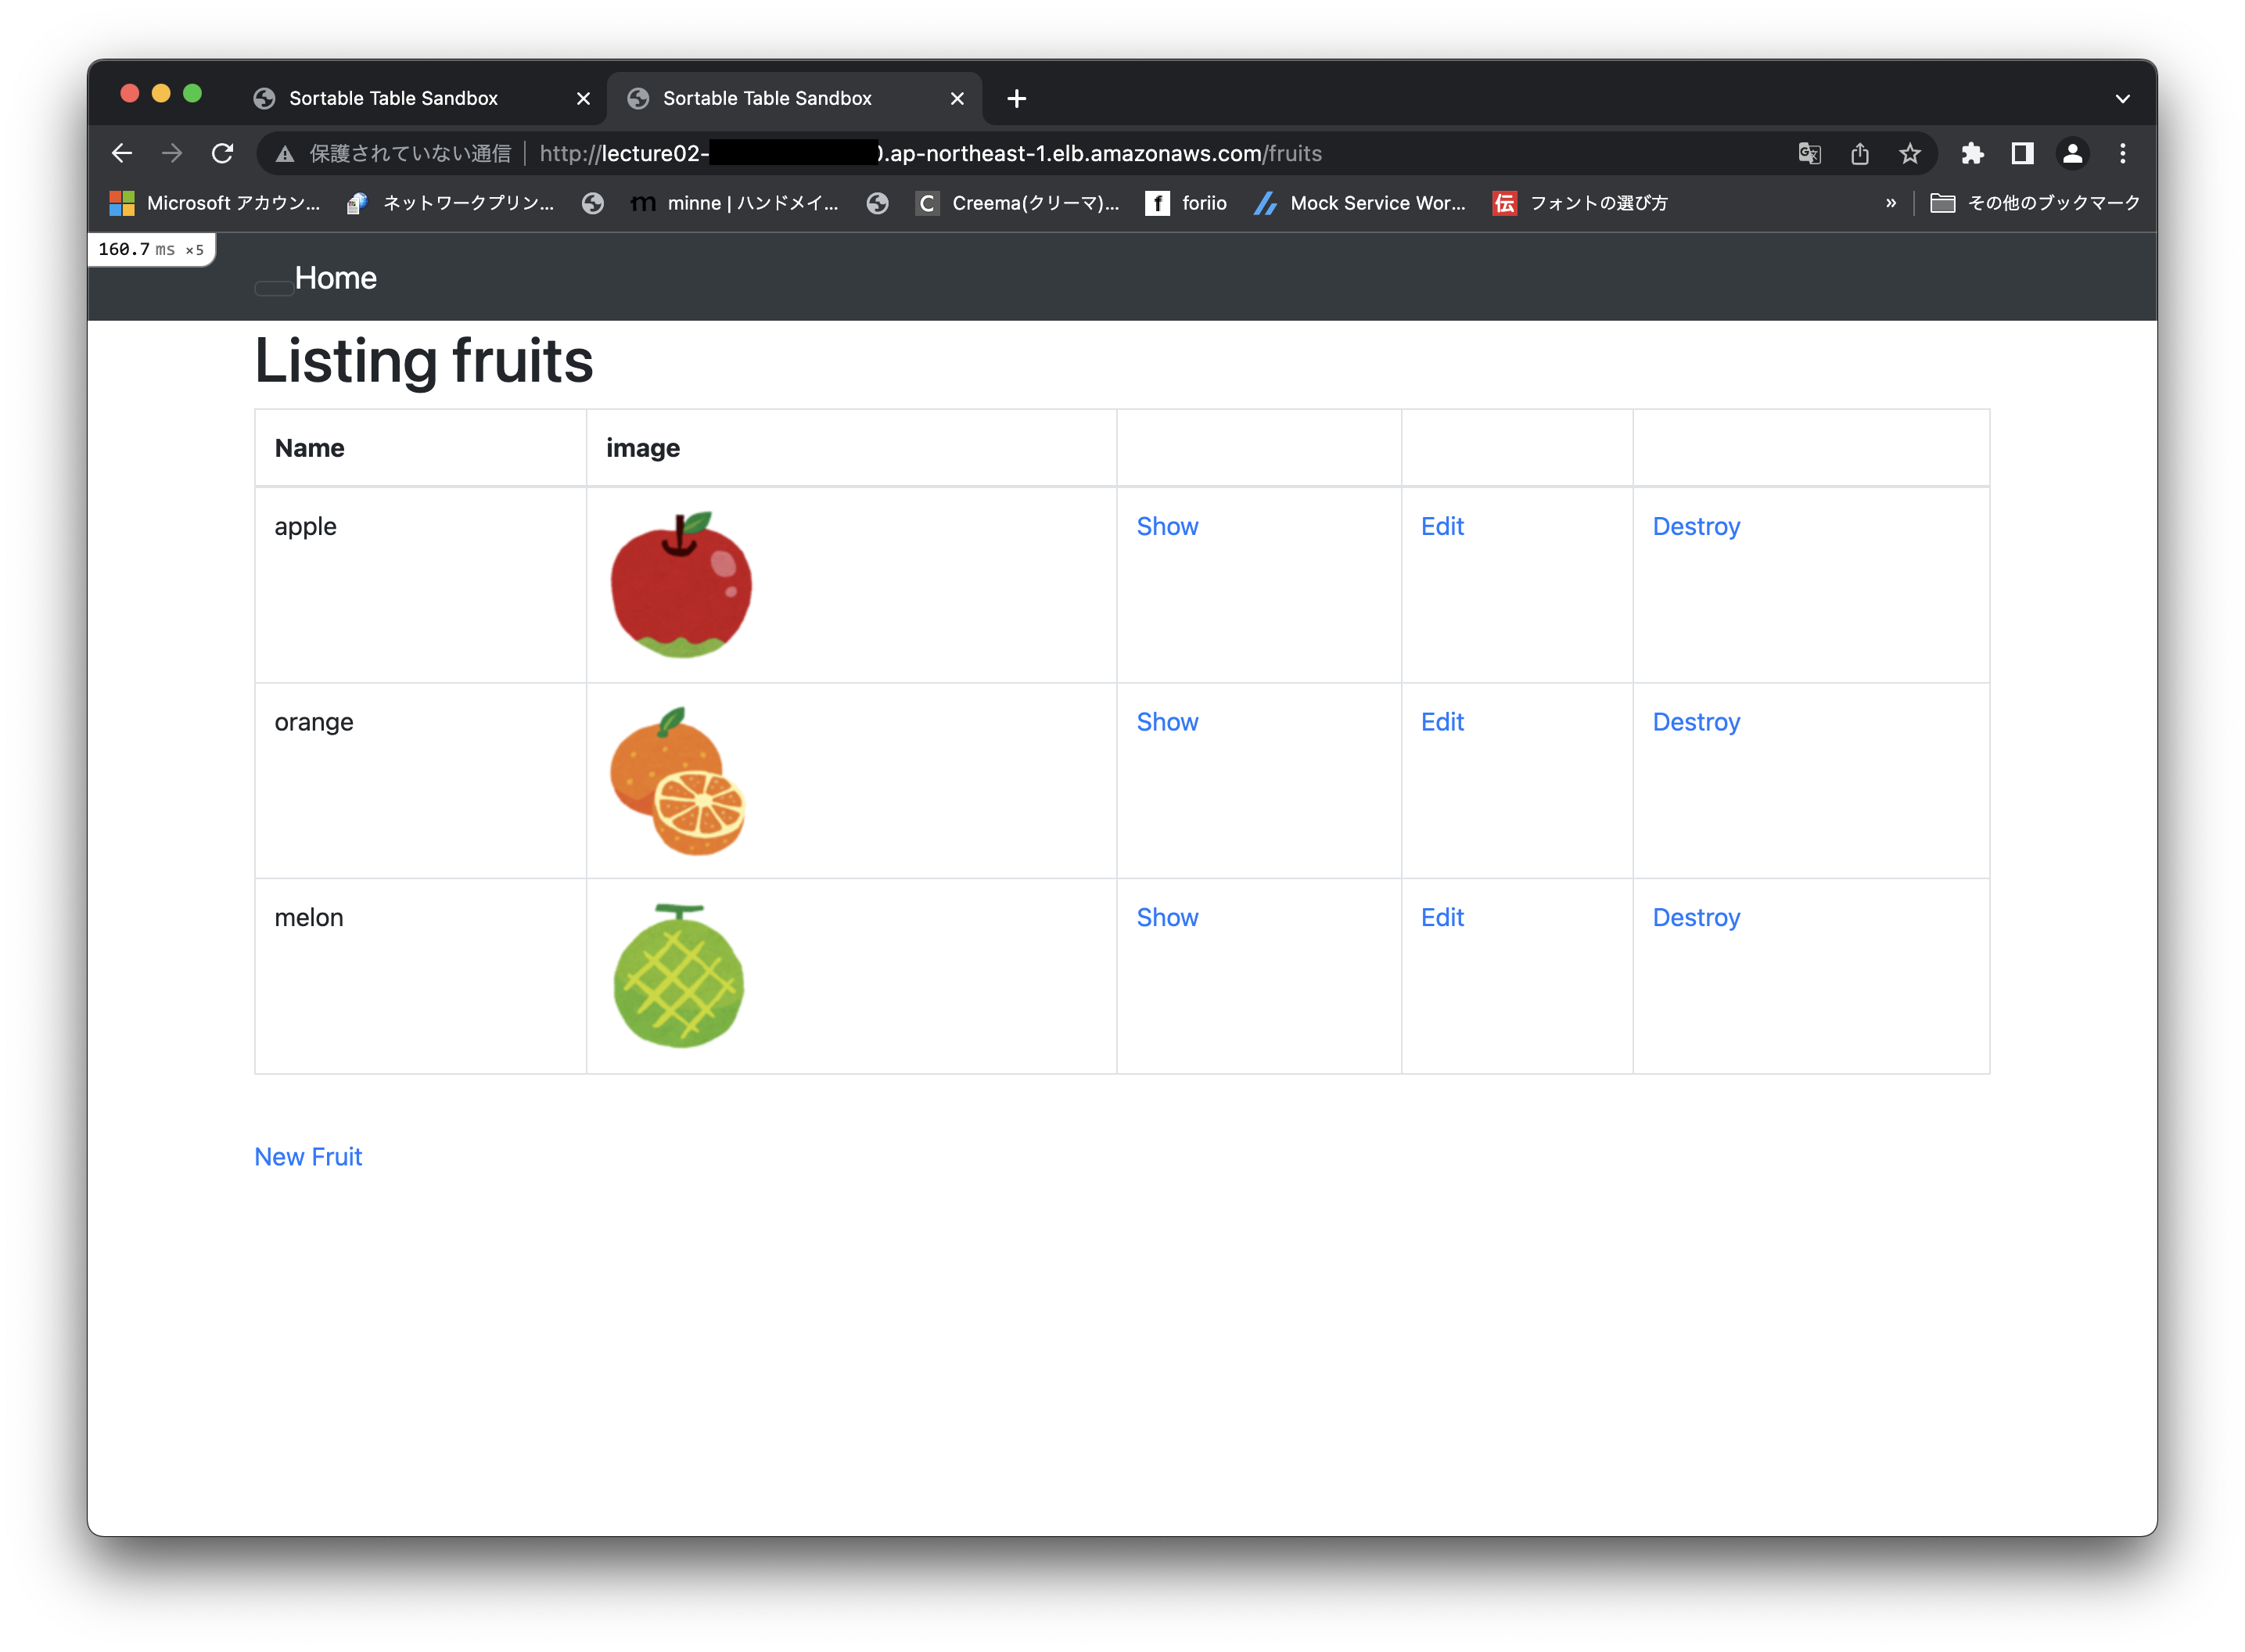 Sortable Table Sandbox Sortable Table Sandbox
保護されていない通信 http://lecture02- .ap-northeast-1.elb.amazonaws.com/fruits
Microsoft アカウン... ネットワークプリン... minne | ハンドメイ... C Creema(クリーマ)... f foriio Mock Service Wor... 伝 フォントの選び方 » その他のブックマーク
160.7 ms ×5
Home
Listing fruits
Name image
apple Show Edit Destroy
orange Show Edit Destroy
melon Show Edit Destroy
New Fruit